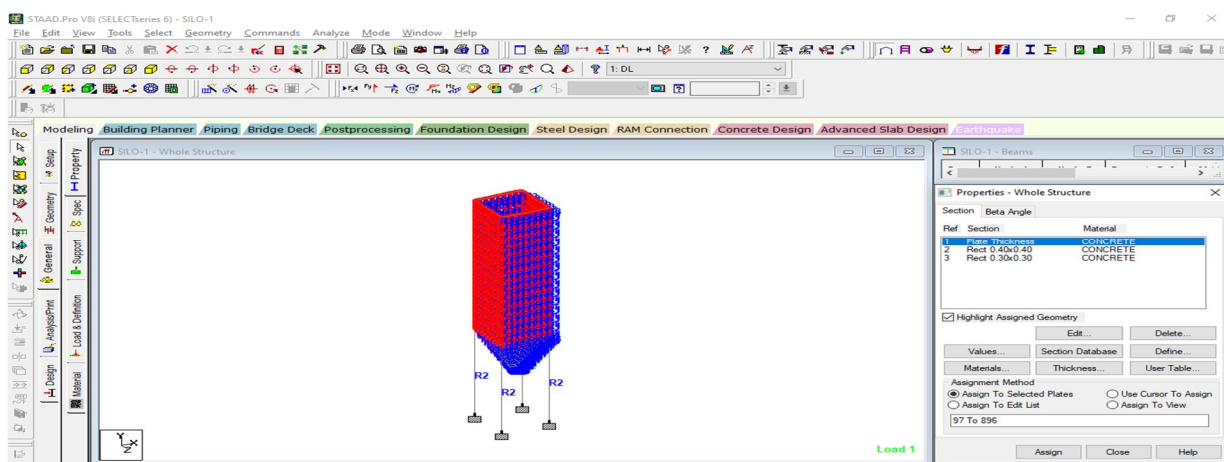 STAAD.Pro V8i (SELECTseries 6) - SILO-1
File Edit View Tools Select Geometry Commands Analyze Mode Window Help
1: DL
Modeling Building Planner Piping Bridge Deck Postprocessing Foundation Design Steel Design RAM Connection Concrete Design Advanced Slab Design Earthquake
Setup
Geometry
General
Analysis/Print
Design
Property
Spec
Support
Load & Definition
Material
SILO-1 - Whole Structure
R2
R2
R2
Y
X
Z
Load 1
SILO-1 - Beams
Properties - Whole Structure
Section Beta Angle
Ref Section Material
1 Plate Thickness CONCRETE
2 Rect 0.40x0.40 CONCRETE
3 Rect 0.30x0.30 CONCRETE
Highlight Assigned Geometry
Edit... Delete...
Values... Section Database Define...
Materials... Thickness... User Table...
Assignment Method
Assign To Selected Plates Use Cursor To Assign
Assign To Edit List Assign To View
97 To 896
Assign Close Help